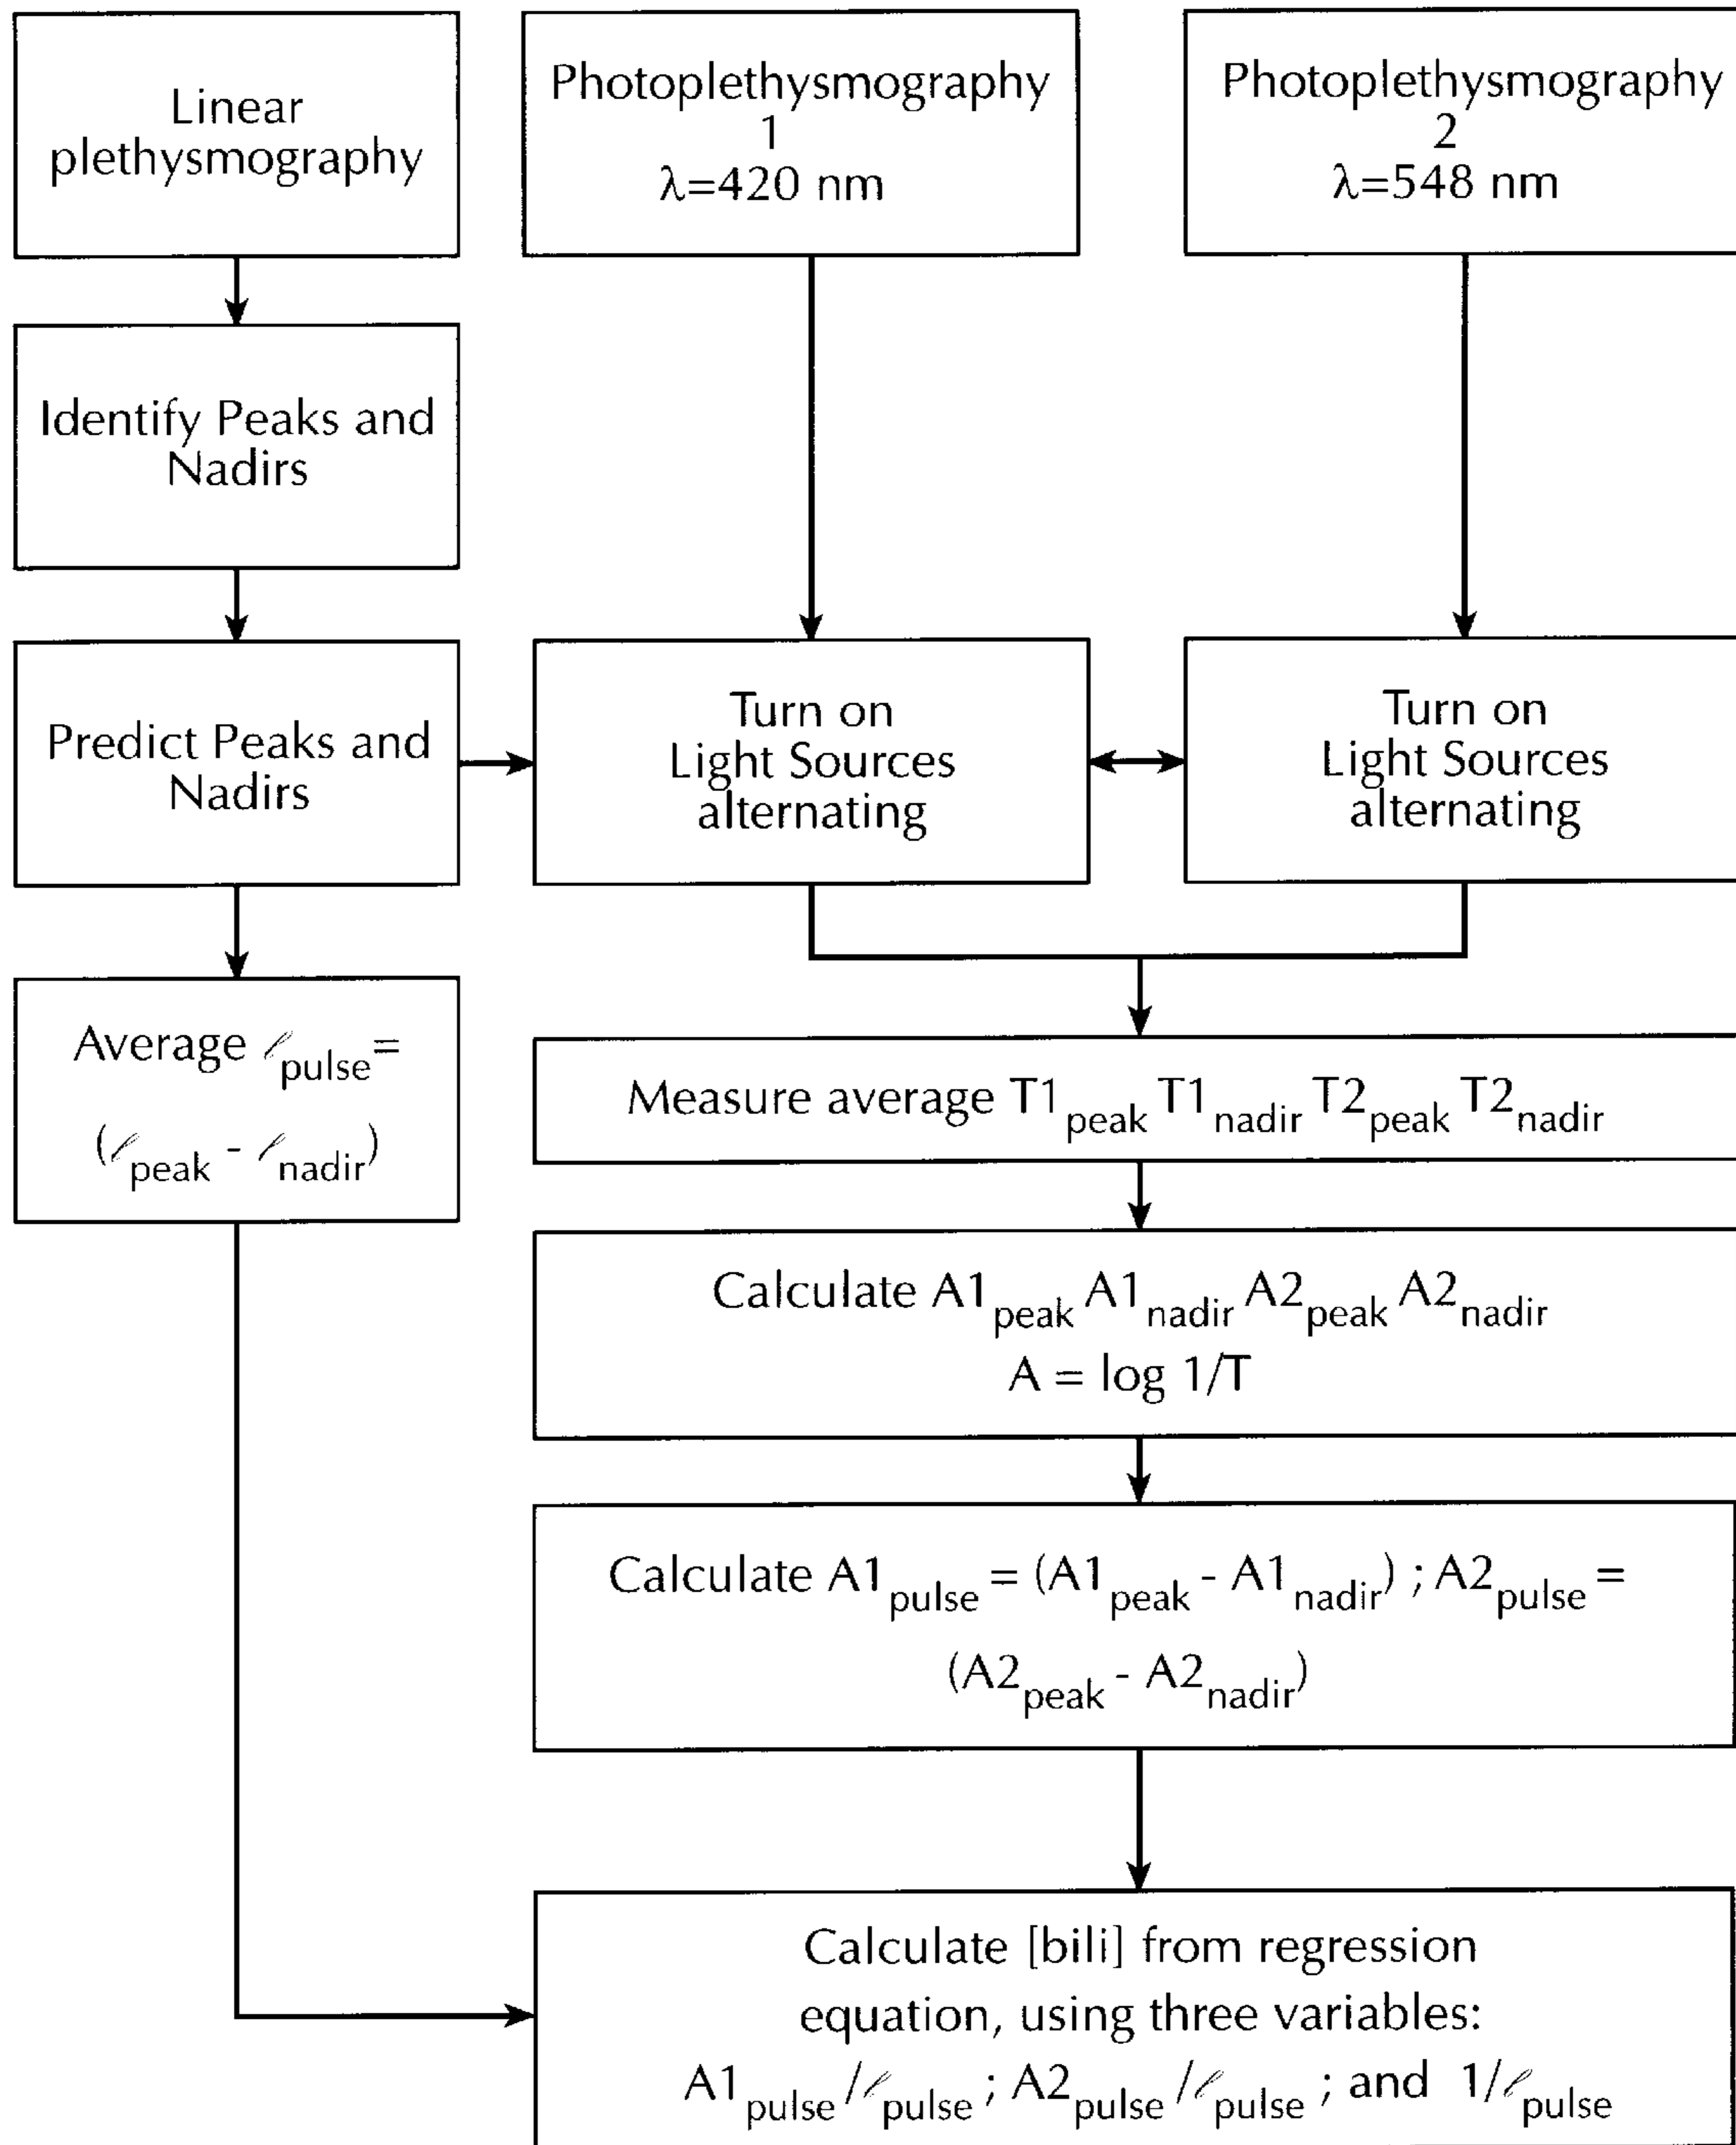 Linear
plethysmography
Photoplethysmography
1
λ=420 nm
Photoplethysmography
2
λ=548 nm
Identify Peaks and
Nadirs
Predict Peaks and
Nadirs
Turn on
Light Sources
alternating
Turn on
Light Sources
alternating
Average ℓpulse=
(ℓpeak - ℓnadir)
Measure average T1peak T1nadir T2peak T2nadir
Calculate A1peak A1nadir A2peak A2nadir
A = log 1/T
Calculate A1pulse = (A1peak - A1nadir) ; A2pulse =
(A2peak - A2nadir)
Calculate [bili] from regression
equation, using three variables:
A1pulse/ℓpulse ; A2pulse/ℓpulse ; and 1/ℓpulse